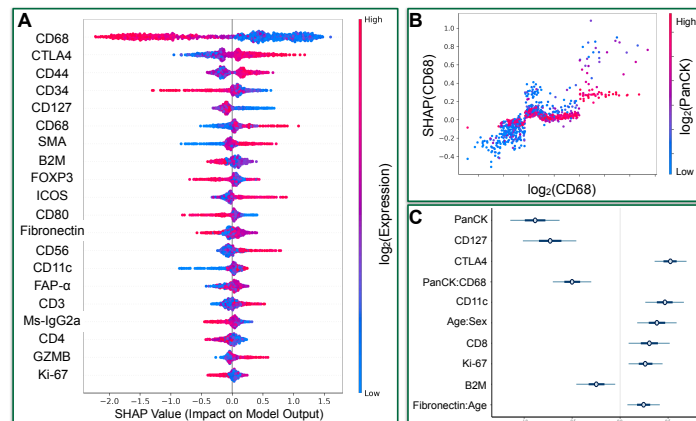 A
High
CD68
CTLA4
CD44
CD34
CD127
CD68
SMA
B2M
FOXP3
ICOS
CD80
Fibronectin
CD56
CD11c
FAP-α
CD3
Ms-IgG2a
CD4
GZMB
Ki-67
log₂(Expression)
Low
−2.0 −1.5 −1.0 −0.5 0.0 0.5 1.0 1.5
SHAP Value (Impact on Model Output)
B
High
1.0
0.8
0.6
0.4
0.2
0.0
−0.2
−0.4
SHAP(CD68)
log₂(CD68)
log₂(PanCK)
Low
C
PanCK
CD127
CTLA4
PanCK:CD68
CD11c
Age:Sex
CD8
Ki-67
B2M
Fibronectin:Age